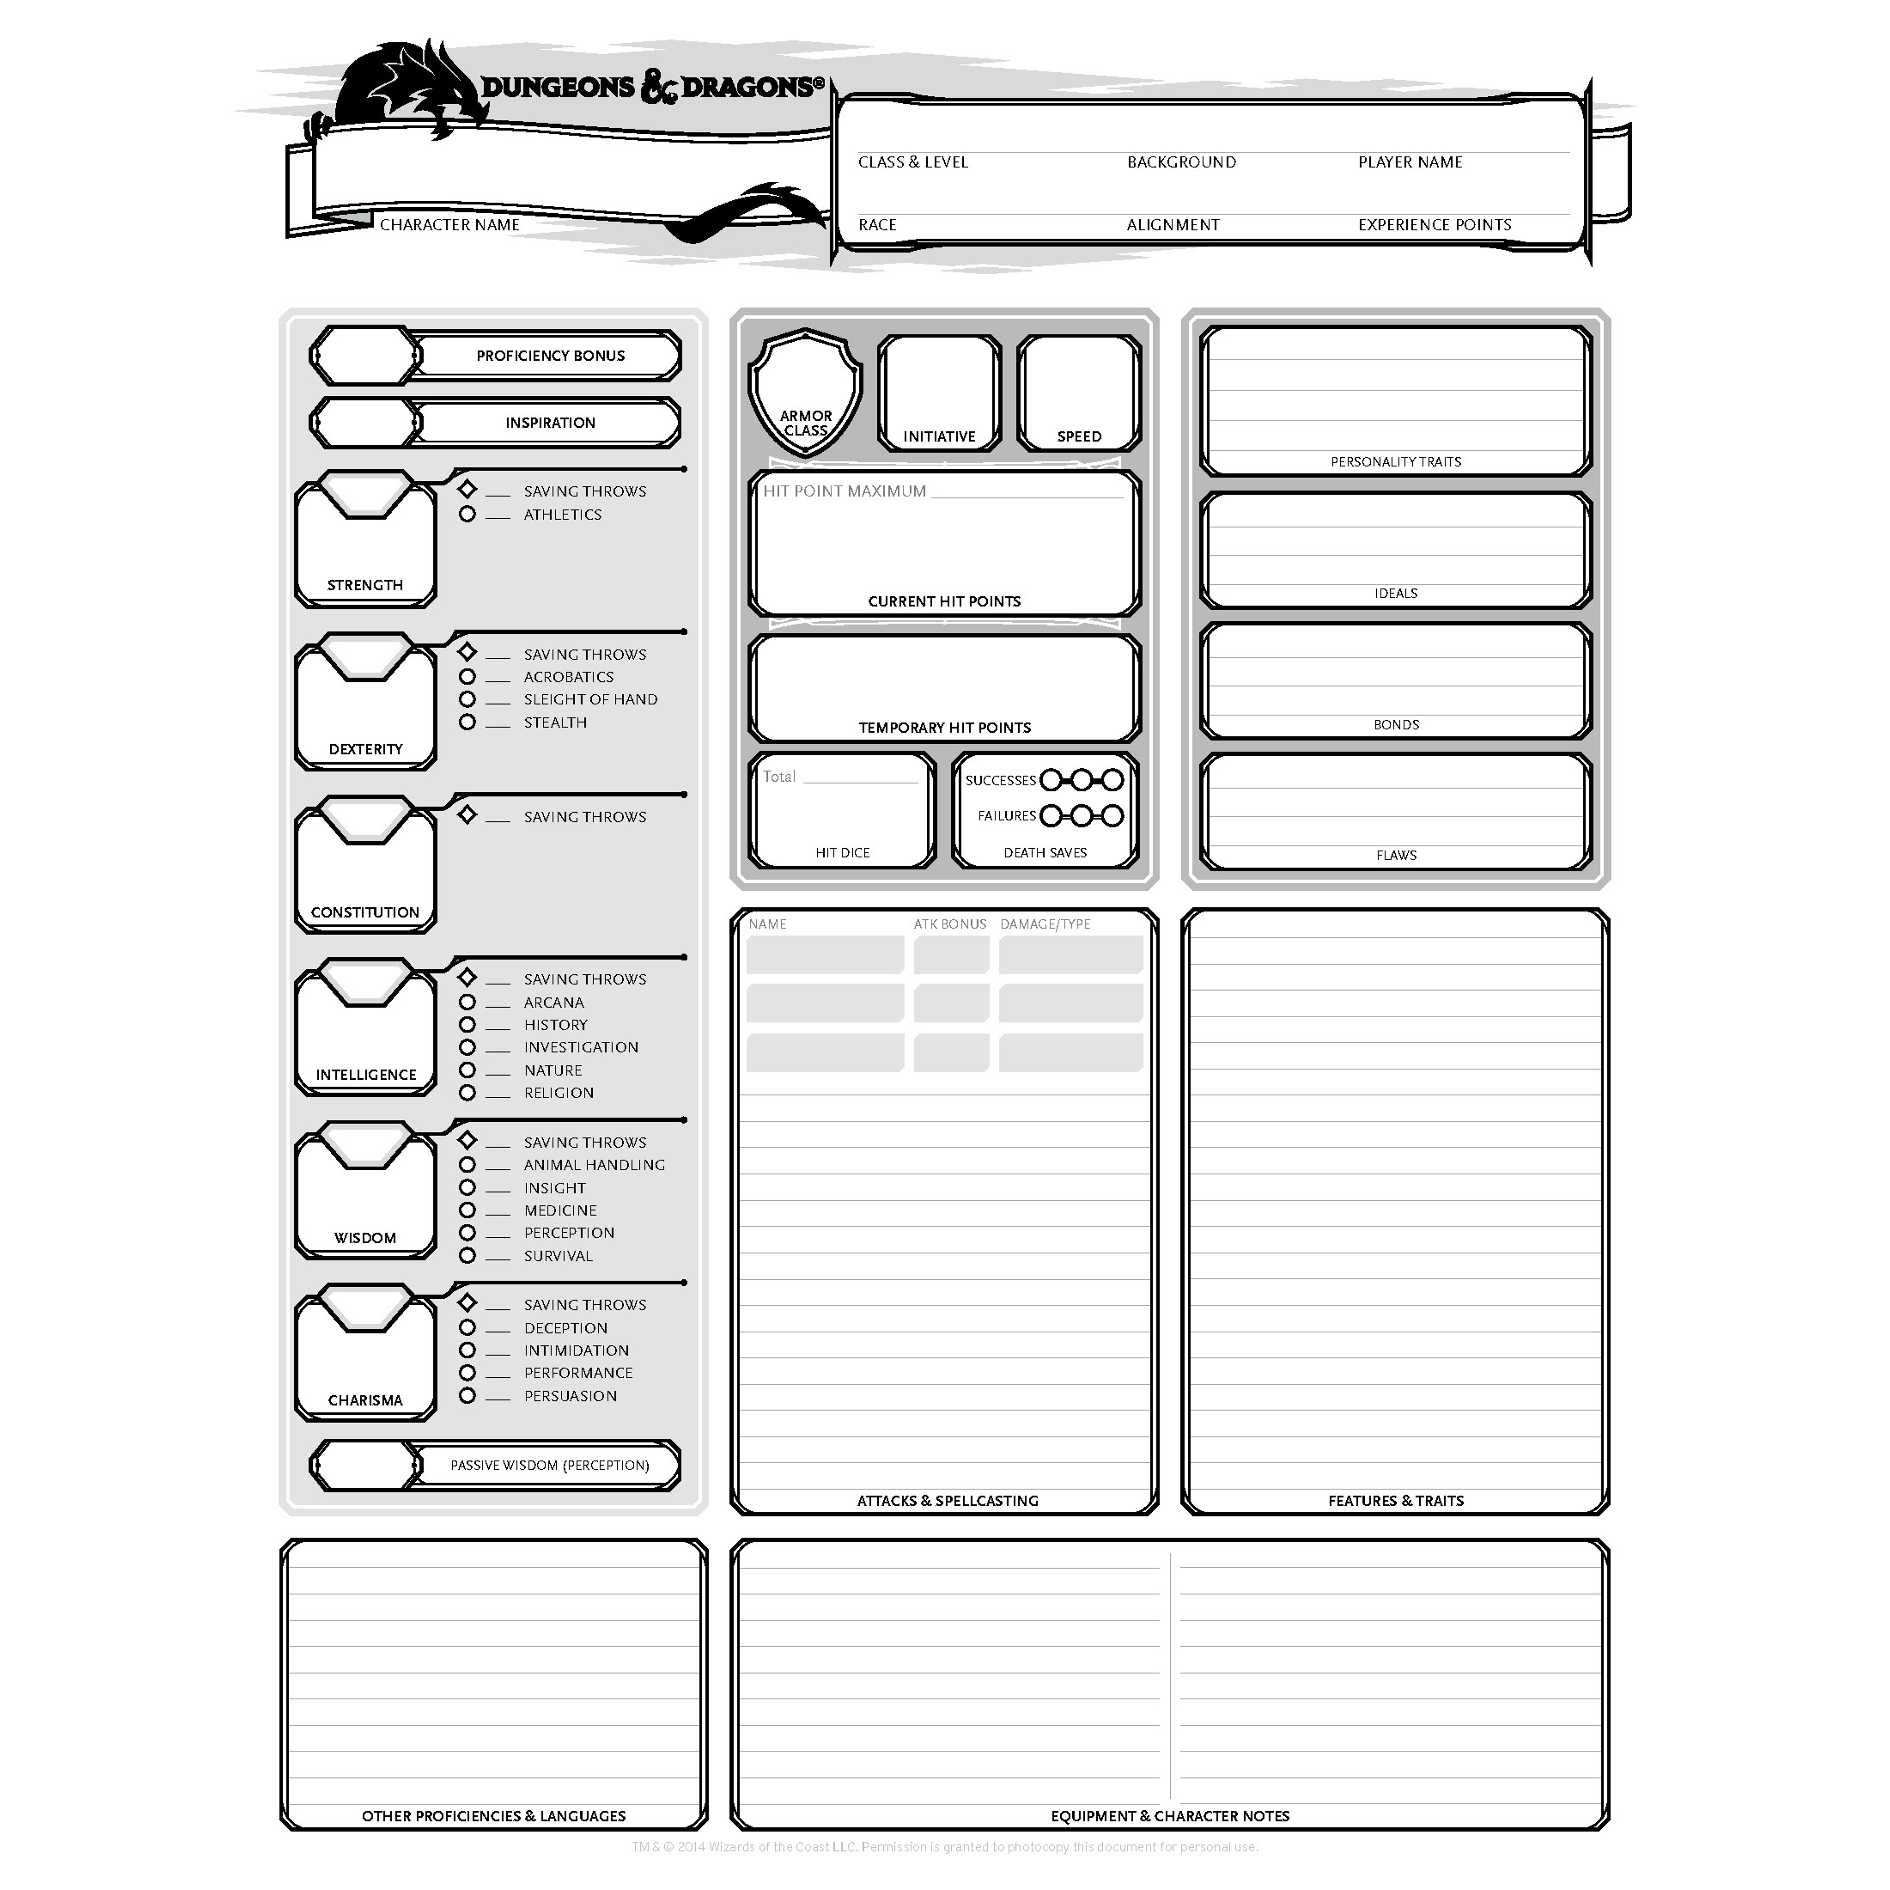 DUNGEONS & DRAGONS®
CLASS & LEVEL BACKGROUND PLAYER NAME
CHARACTER NAME
RACE ALIGNMENT EXPERIENCE POINTS
PROFICIENCY BONUS
INSPIRATION
STRENGTH
SAVING THROWS
ATHLETICS
DEXTERITY
SAVING THROWS
ACROBATICS
SLEIGHT OF HAND
STEALTH
CONSTITUTION
SAVING THROWS
INTELLIGENCE
SAVING THROWS
ARCANA
HISTORY
INVESTIGATION
NATURE
RELIGION
WISDOM
SAVING THROWS
ANIMAL HANDLING
INSIGHT
MEDICINE
PERCEPTION
SURVIVAL
CHARISMA
SAVING THROWS
DECEPTION
INTIMIDATION
PERFORMANCE
PERSUASION
PASSIVE WISDOM (PERCEPTION)
ARMOR
CLASS
INITIATIVE
SPEED
HIT POINT MAXIMUM
CURRENT HIT POINTS
TEMPORARY HIT POINTS
Total
HIT DICE
SUCCESSES
FAILURES
DEATH SAVES
PERSONALITY TRAITS
IDEALS
BONDS
FLAWS
NAME ATK BONUS DAMAGE/TYPE
ATTACKS & SPELLCASTING
FEATURES & TRAITS
OTHER PROFICIENCIES & LANGUAGES
EQUIPMENT & CHARACTER NOTES
TM & © 2014 Wizards of the Coast LLC. Permission is granted to photocopy this document for personal use.